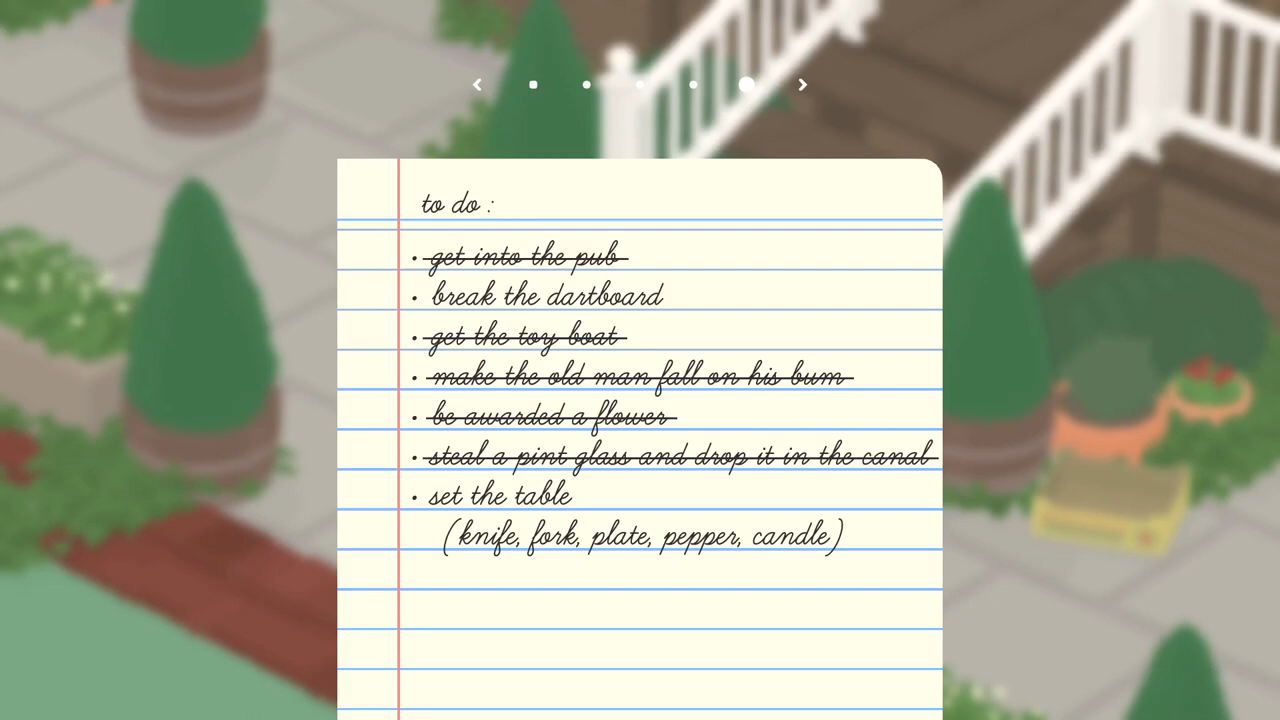 to do :
• get into the pub
• break the dartboard
• get the toy boat
• make the old man fall on his bum
• be awarded a flower
• steal a pint glass and drop it in the canal
• set the table
(knife, fork, plate, pepper, candle)